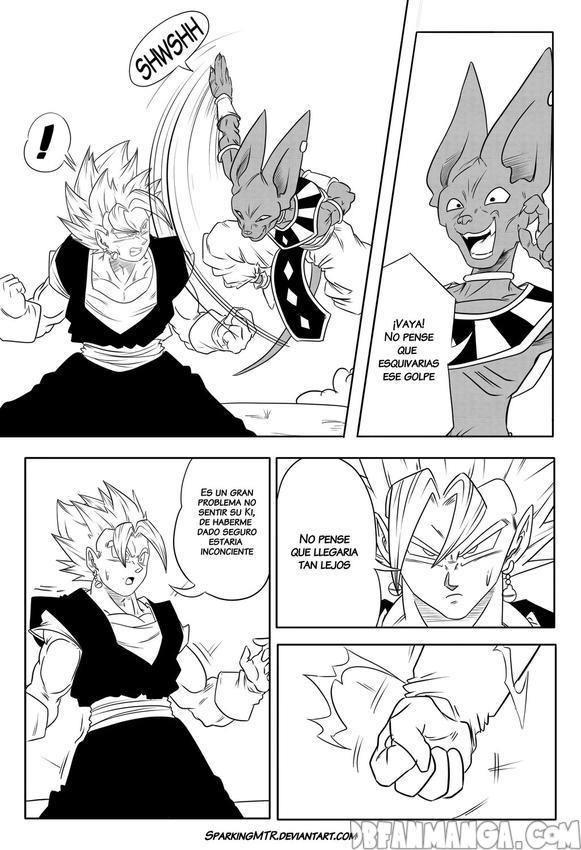 SHWSHH
!
¡VAYA!
NO PENSE
QUE
ESQUIVARIAS
ESE GOLPE
ES UN GRAN
PROBLEMA NO
SENTIR SU KI,
DE HABERME
DADO SEGURO
ESTARIA
INCONCIENTE
NO PENSE
QUE LLEGARIA
TAN LEJOS
SPARKINGMTR.DEVIANTART.COM
DBFANMANGA.COM